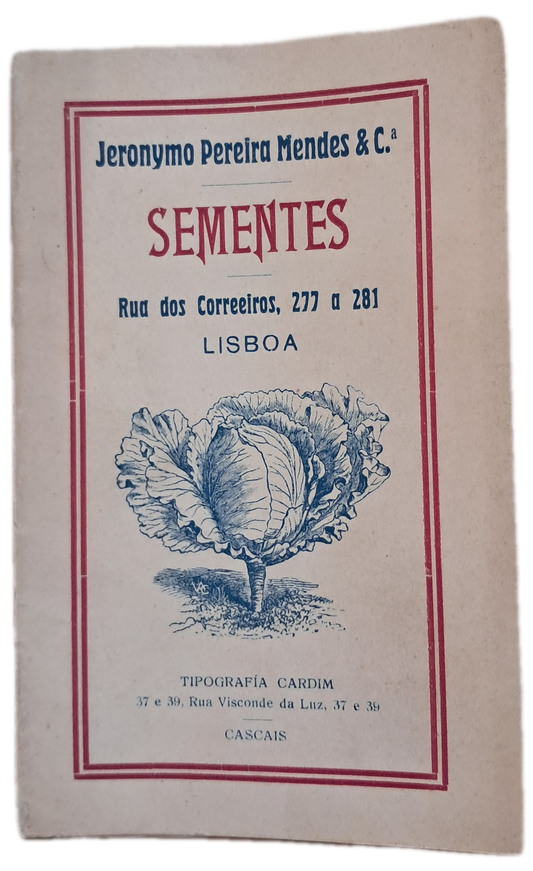 Jeronymo Pereira Mendes & C.ª
SEMENTES
Rua dos Correeiros, 277 a 281
LISBOA
TIPOGRAFÍA CARDIM
37 e 39, Rua Visconde da Luz, 37 e 39
CASCAIS